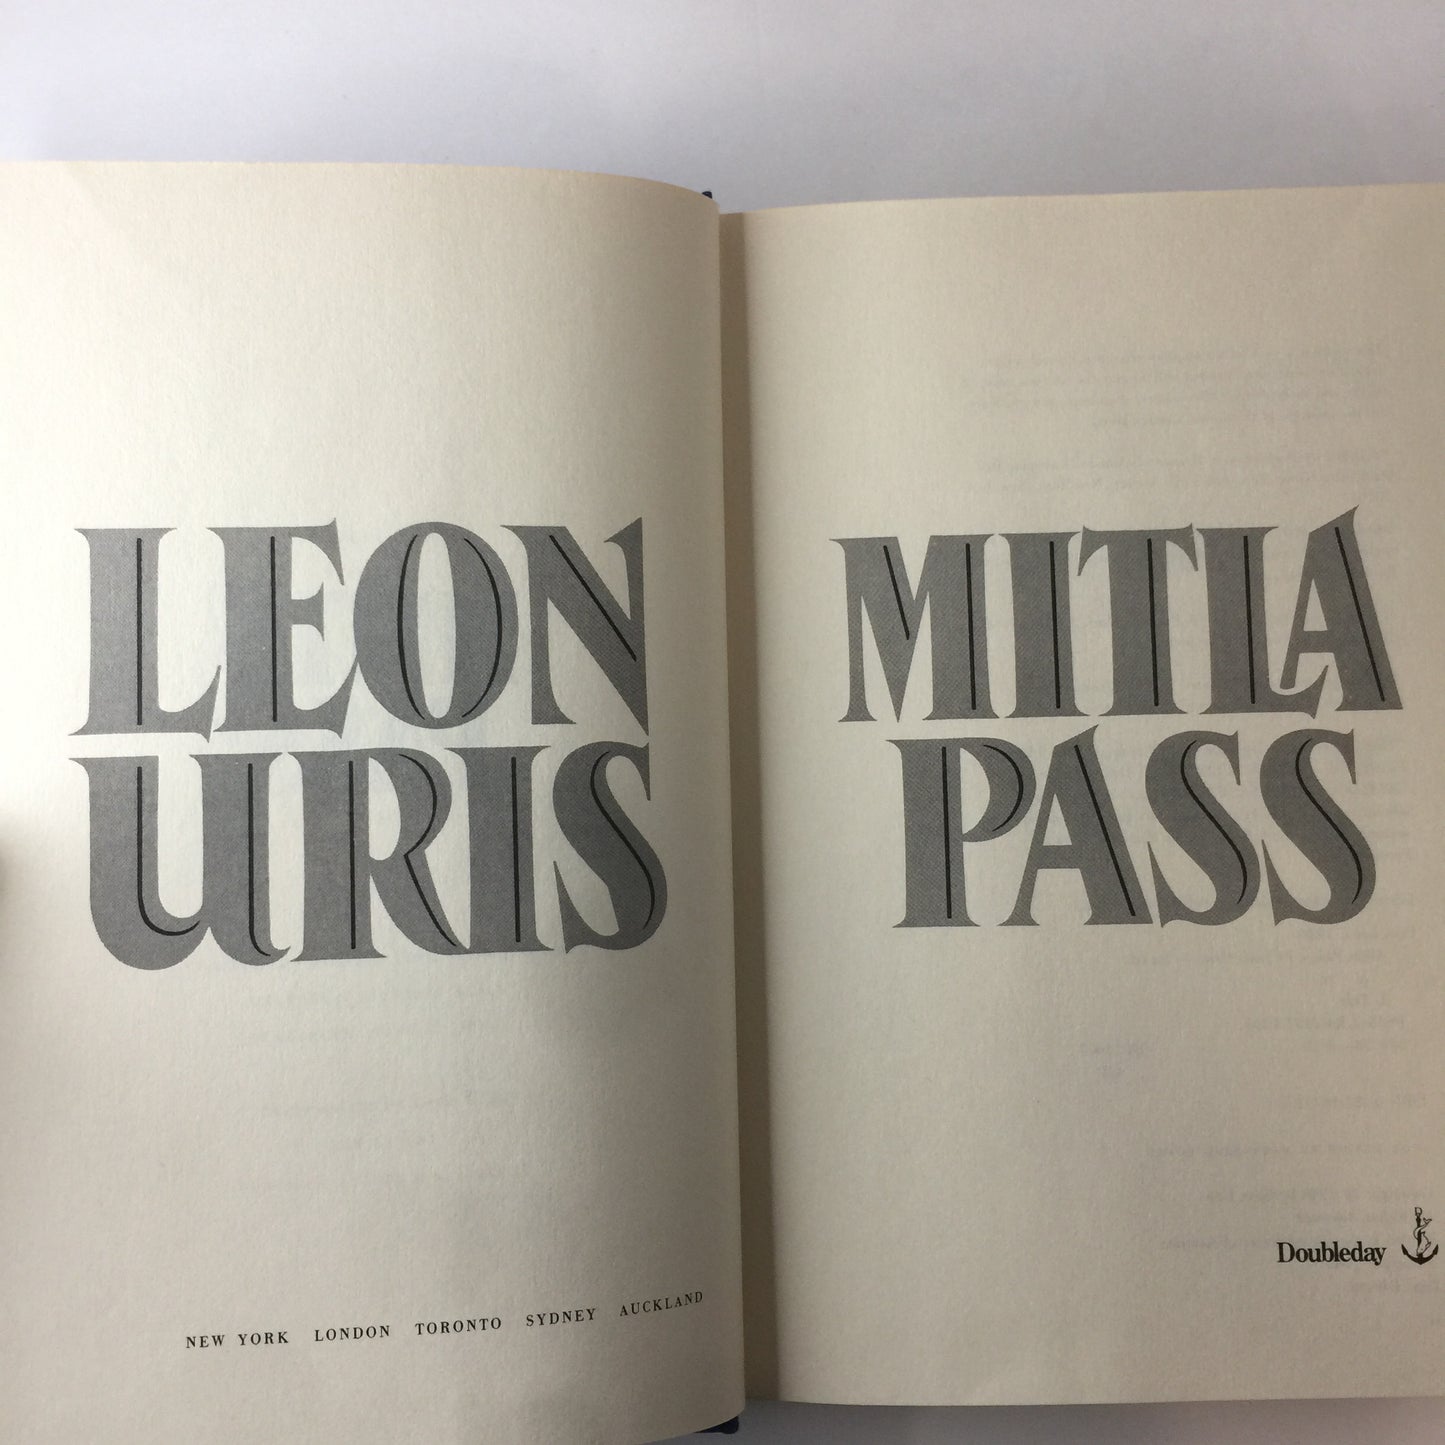 LEON
URIS
NEW YORK LONDON TORONTO SYDNEY AUCKLAND
MITLA
PASS
Doubleday